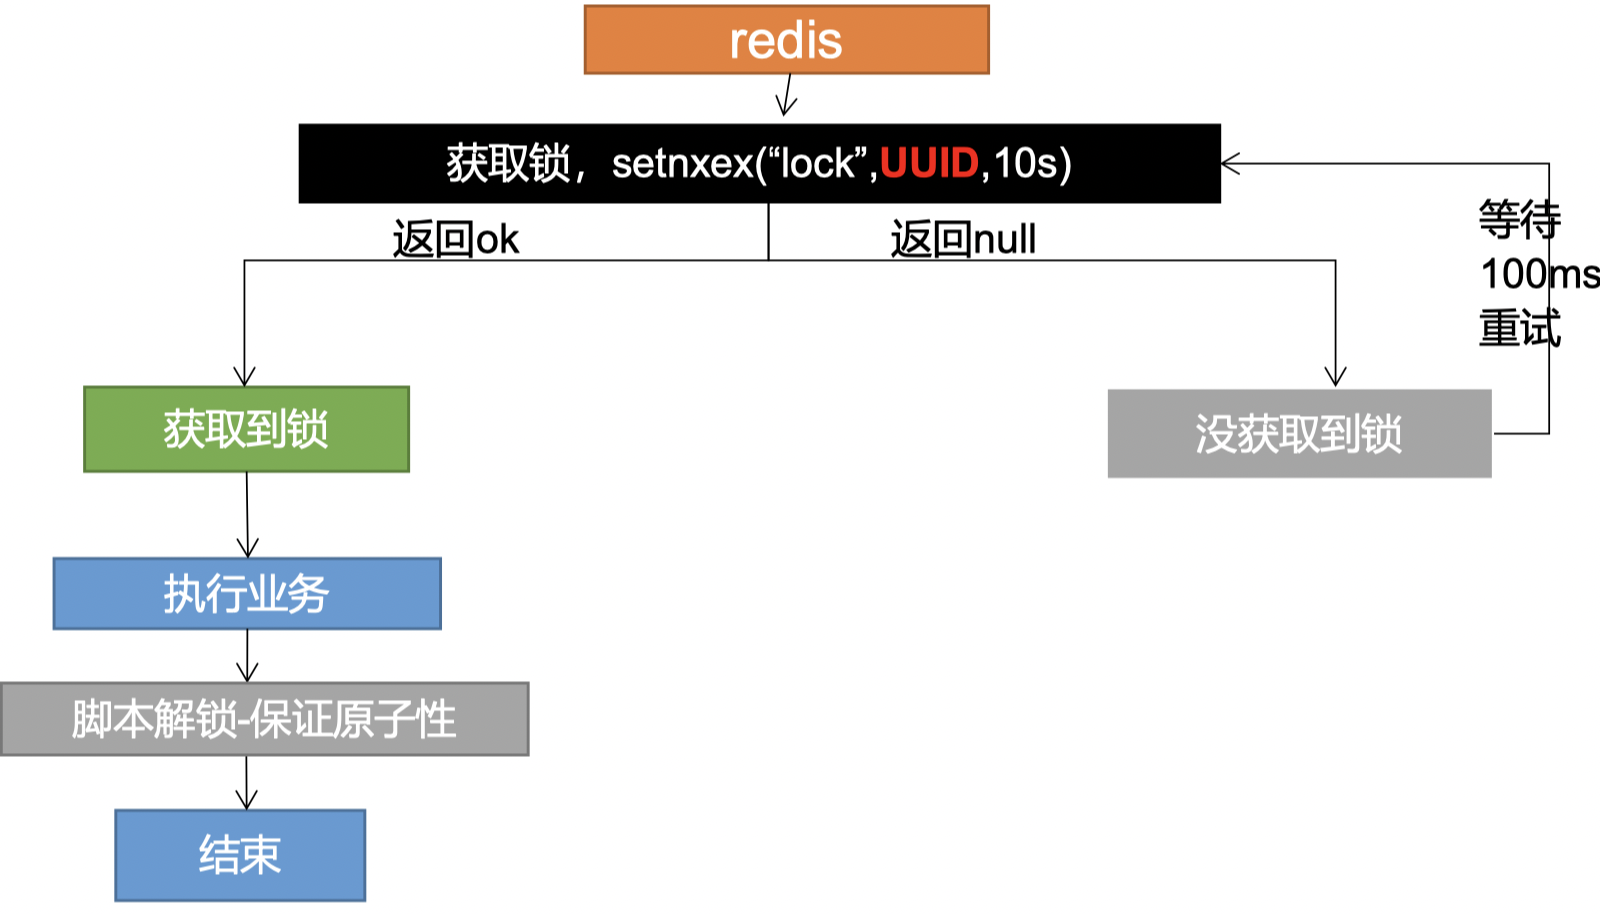 redis
获取锁，setnxex(“lock”,UUID,10s)
返回ok
返回null
等待
100ms
重试
获取到锁
没获取到锁
执行业务
脚本解锁-保证原子性
结束